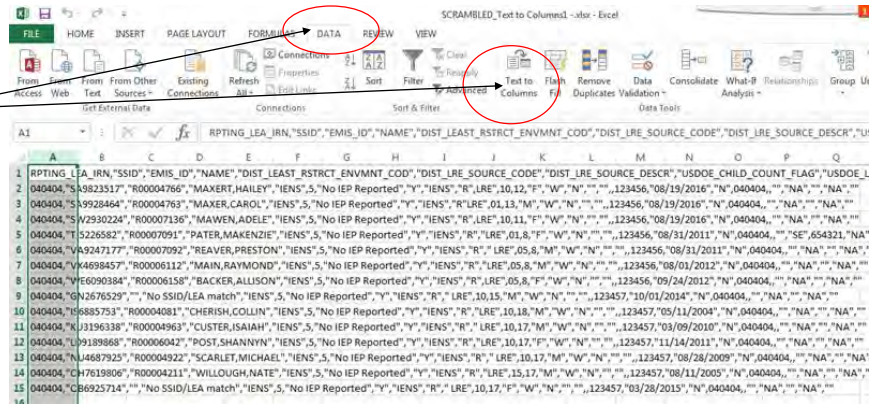 SCRAMBLED_Text to Columns1 -.xlsx - Excel
FILE HOME INSERT PAGE LAYOUT FORMULAS DATA REVIEW VIEW
Connections Clear
Properties Reapply
Edit Links Advanced
From Access From Web From Text From Other Sources Existing Connections Refresh All Sort Filter Text to Columns Flash Fill Remove Duplicates Data Validation Consolidate What-If Analysis Relationships Group
Get External Data Connections Sort & Filter Data Tools
A1 fx RPTING_LEA_IRN,"SSID","EMIS_ID","NAME","DIST_LEAST_RSTRCT_ENVMNT_COD","DIST_LRE_SOURCE_CODE","DIST_LRE_SOURCE_DESCR","US
A B C D E F G H I J K L M N O P Q
1 RPTING_LEA_IRN,"SSID","EMIS_ID","NAME","DIST_LEAST_RSTRCT_ENVMNT_COD","DIST_LRE_SOURCE_CODE","DIST_LRE_SOURCE_DESCR","USDOE_CHILD_COUNT_FLAG","USDOE_L
2 040404,"SA9823517","R00004766","MAXERT,HAILEY","IENS",5,"No IEP Reported","Y","IENS","R",LRE",10,12,"F","W","N","","",,123456,"08/19/2016","N",040404,,"","NA","","NA",""
3 040404,"SA9928464","R00004763","MAXER,CAROL","IENS",5,"No IEP Reported","Y","IENS","R"LRE",01,13,"M","W","N","","",,123456,"08/19/2016","N",040404,,"","NA","","NA",""
4 040404,"SW2930224","R00007136","MAWEN,ADELE","IENS",5,"No IEP Reported","Y","IENS","R",LRE",10,11,"F","W","N","","",,123456,"08/19/2016","N",040404,,"","NA","","NA",""
5 040404,"TI5226582","R00007091","PATER,MAKENZIE","IENS",5,"No IEP Reported","Y","IENS","R",LRE",01,8,"F","W","N","","",,123456,"08/31/2011","N",040404,,"","SE",654321,"NA"
6 040404,"VA9247177","R00007092","REAVER,PRESTON","IENS",5,"No IEP Reported","Y","IENS","R"," LRE",05,8,"M","W","N","","",,123456,"08/31/2011","N",040404,,"","NA","","NA",
7 040404,"VX4698457","R00006112","MAIN,RAYMOND","IENS",5,"No IEP Reported","Y","IENS","R"," LRE",05,8,"M","W","N","","",,123456,"08/01/2012","N",040404,,"","NA","","NA",""
8 040404,"WE6090384","R00006158","BACKER,ALLISON","IENS",5,"No IEP Reported","Y","IENS","R"," LRE",05,8,"F","W","N","","",,123456,"09/24/2012","N",040404,,"","NA","","NA",""
9 040404,"GN2676529","","No SSID/LEA match","IENS",5,"No IEP Reported","Y","IENS","R"," LRE",10,15,"M","W","N","","",,123457,"10/01/2014","N",040404,,"","NA","","NA",""
10 040404,"IS6885753","R00004081","CHERISH,COLLIN","IENS",5,"No IEP Reported","Y","IENS","R"," LRE",10,18,"M","W","N","","",,123457,"05/11/2004","N",040404,,"","NA","","NA",""
11 040404,"KU3196338","R00004963","CUSTER,ISAIAH","IENS",5,"No IEP Reported","Y","IENS","R"," LRE",10,17,"M","W","N","","",,123457,"03/09/2010","N",040404,,"","NA","","NA",""
12 040404,"LO9189868","R00006042","POST,SHANNYN","IENS",5,"No IEP Reported","Y","IENS","R"," LRE",10,17,"F","W","N","","",,123457,"11/14/2011","N",040404,,"","NA","","NA",""
13 040404,"NU4687925","R00004922","SCARLET,MICHAEL","IENS",5,"No IEP Reported","Y","IENS","R"," LRE",10,17,"M","W","N","","",,123457,"08/28/2009","N",040404,,"","NA","","NA"
14 040404,"CH7619806","R00004211","WILLOUGH,NATE","IENS",5,"No IEP Reported","Y","IENS","R"," LRE",15,17,"M","W","N","","",,123457,"08/11/2005","N",040404,,"","NA","","NA",
15 040404,"CB6925714","","No SSID/LEA match","IENS",5,"No IEP Reported","Y","IENS","R"," LRE",10,17,"F","W","N","","",,123457,"03/28/2015","N",040404,,"","NA","","NA",""
16